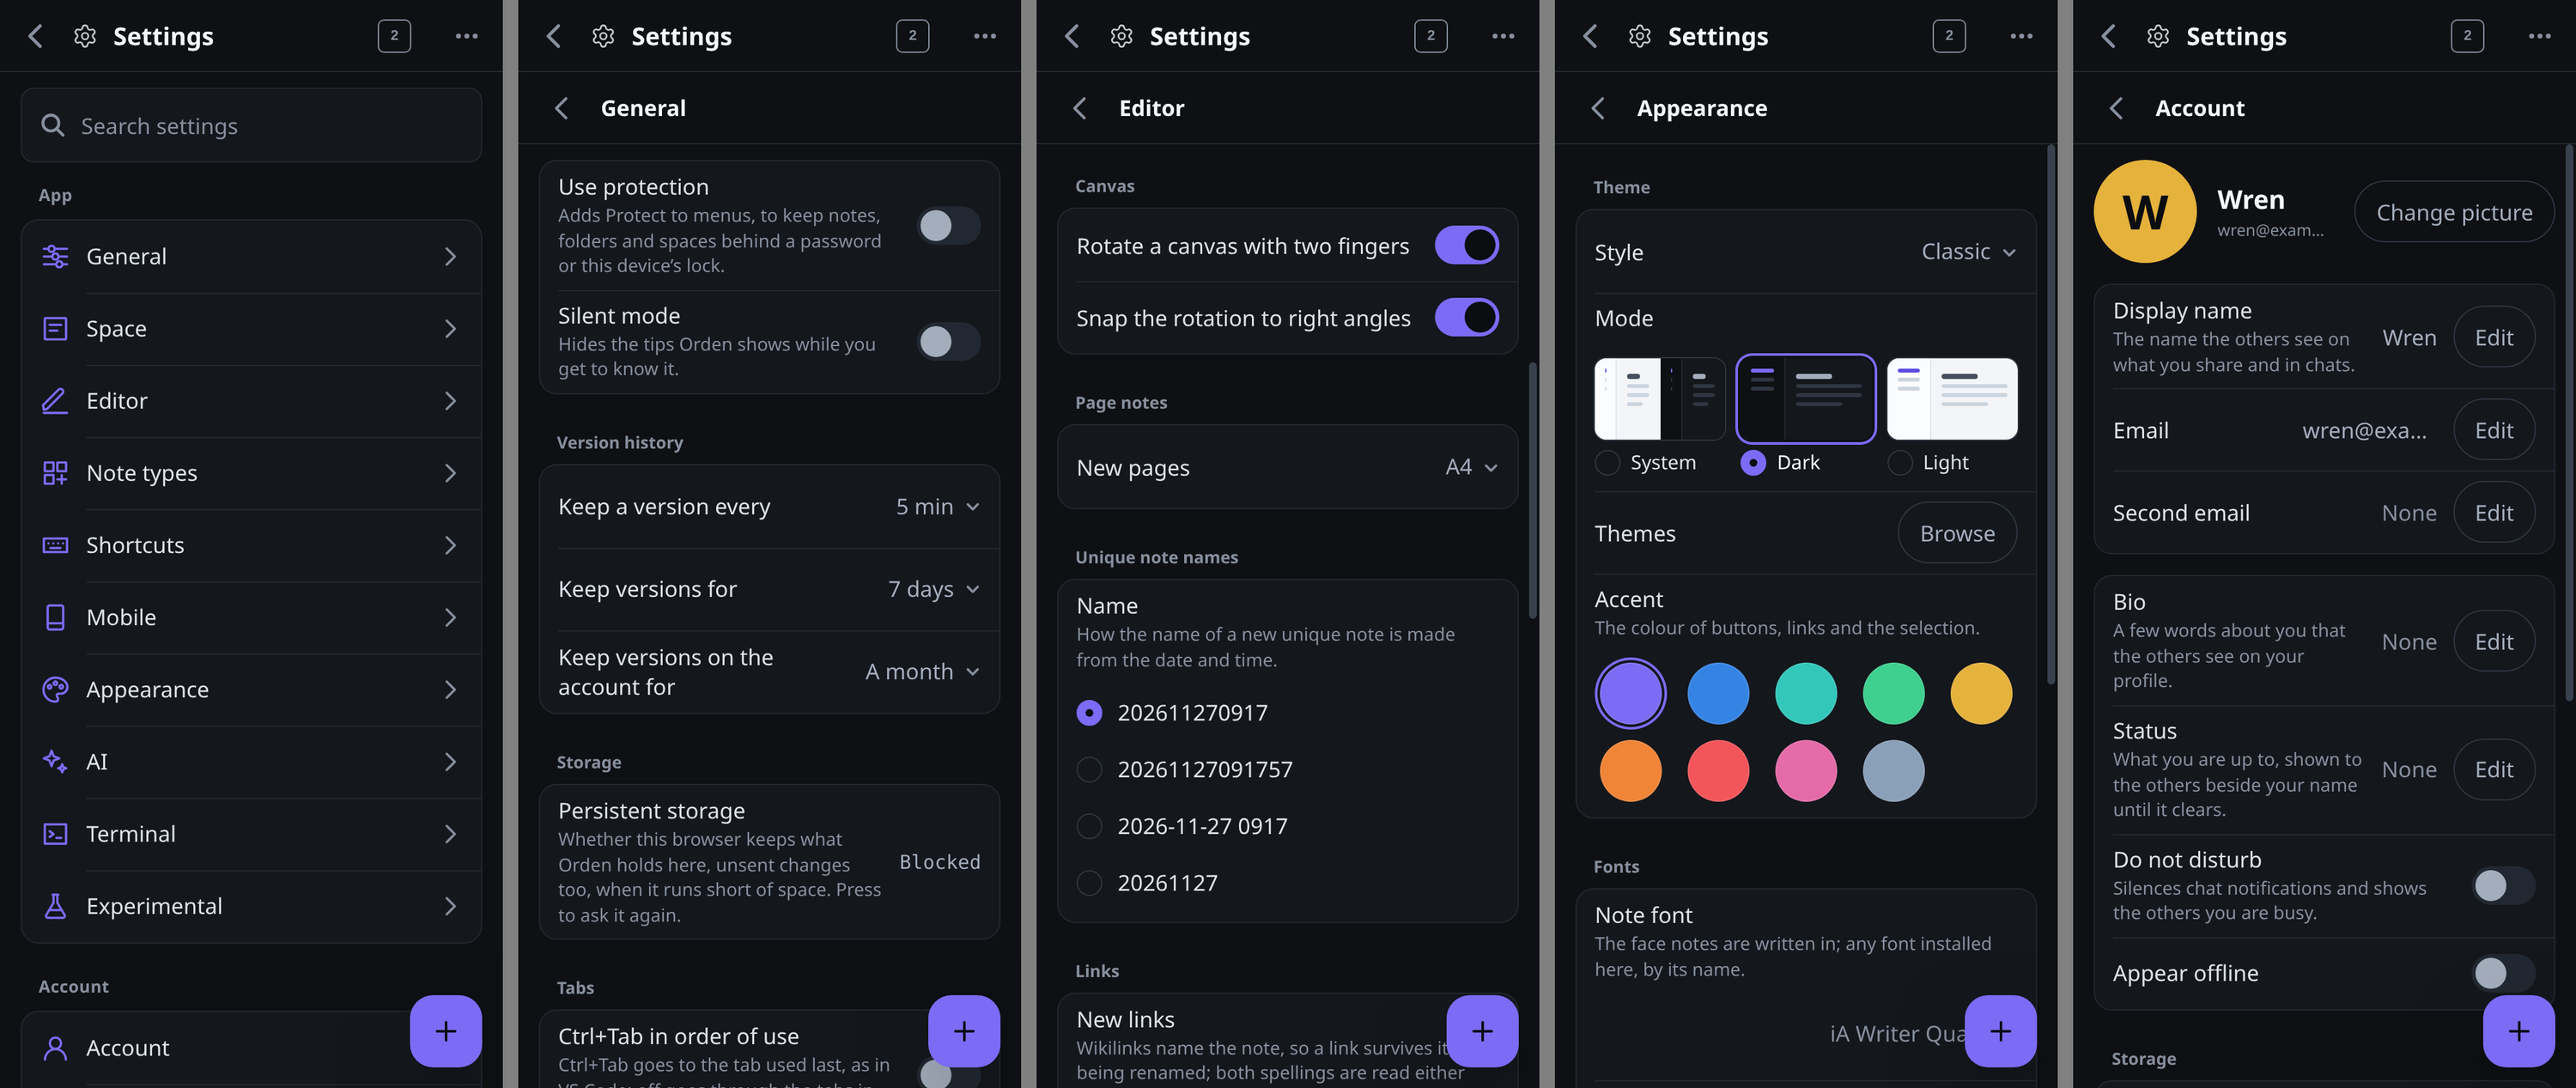 Settings
2
Search settings
App
General
Space
Editor
Note types
Shortcuts
Mobile
Appearance
AI
Terminal
Experimental
Account
Account
Settings
2
General
Use protection
Adds Protect to menus, to keep notes,
folders and spaces behind a password
or this device’s lock.
Silent mode
Hides the tips Orden shows while you
get to know it.
Version history
Keep a version every
5 min
Keep versions for
7 days
Keep versions on the
account for
A month
Storage
Persistent storage
Whether this browser keeps what
Orden holds here, unsent changes
too, when it runs short of space. Press
to ask it again.
Blocked
Tabs
Ctrl+Tab in order of use
Ctrl+Tab goes to the tab used last, as in
VS Code; off goes through the tabs in
Settings
2
Editor
Canvas
Rotate a canvas with two fingers
Snap the rotation to right angles
Page notes
New pages
A4
Unique note names
Name
How the name of a new unique note is made
from the date and time.
202611270917
20261127091757
2026-11-27 0917
20261127
Links
New links
Wikilinks name the note, so a link survives it
being renamed; both spellings are read either
Settings
2
Appearance
Theme
Style
Classic
Mode
System
Dark
Light
Themes
Browse
Accent
The colour of buttons, links and the selection.
Fonts
Note font
The face notes are written in; any font installed
here, by its name.
iA Writer Qua
Settings
2
Account
W
Wren
wren@exam...
Change picture
Display name
The name the others see on
what you share and in chats.
Wren
Edit
Email
wren@exa...
Edit
Second email
None
Edit
Bio
A few words about you that
the others see on your
profile.
None
Edit
Status
What you are up to, shown to
the others beside your name
until it clears.
None
Edit
Do not disturb
Silences chat notifications and shows
the others you are busy.
Appear offline
Storage